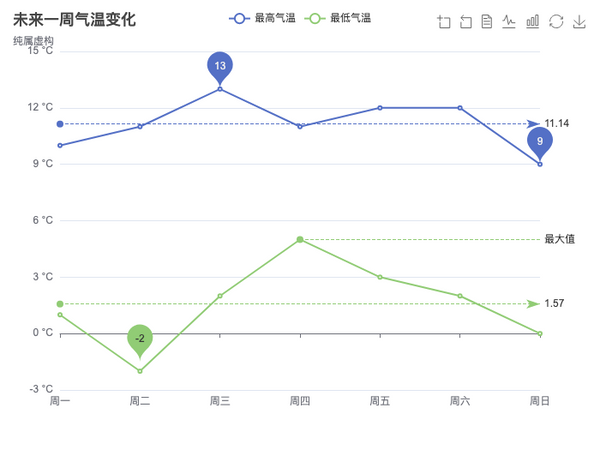 未来一周气温变化
最高气温 最低气温
纯属虚构
15 °C
13
12 °C
11.14
9
9 °C
6 °C
最大值
3 °C
1.57
0 °C
-2
-3 °C
周一 周二 周三 周四 周五 周六 周日